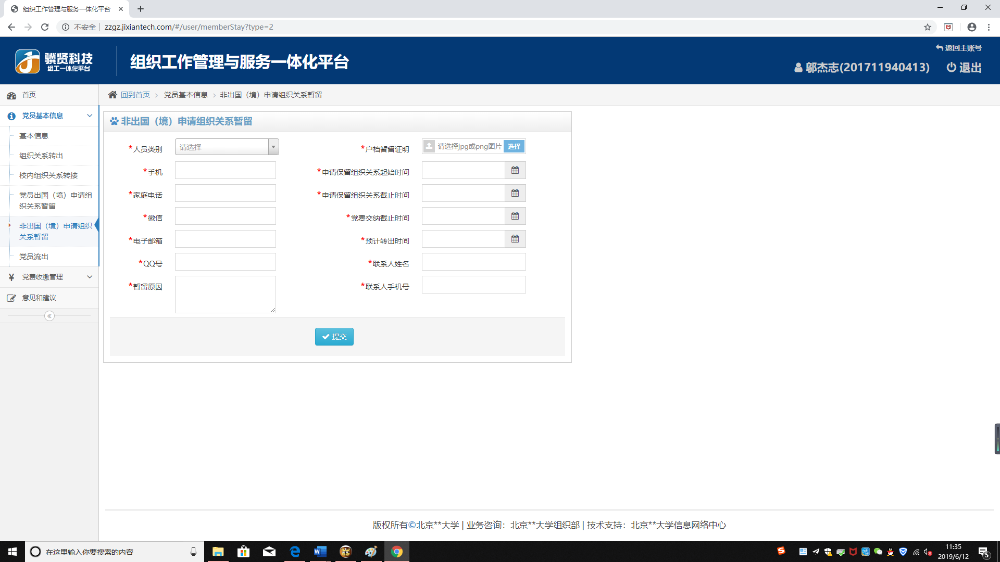 组织工作管理与服务一体化平台
不安全
zzgz.jixiantech.com/#/user/memberStay?type=2
骥贤科技
组工一体化平台
组织工作管理与服务一体化平台
返回主账号
邬杰志(201711940413)
退出
首页
党员基本信息
基本信息
组织关系转出
校内组织关系转接
党员出国（境）申请组
织关系暂留
非出国（境）申请组织
关系暂留
党员流出
党费收缴管理
意见和建议
回到首页 > 党员基本信息 > 非出国（境）申请组织关系暂留
非出国（境）申请组织关系暂留
*人员类别 请选择
*户档暂留证明 请选择jpg或png图片 选择
*手机
*申请保留组织关系起始时间
*家庭电话
*申请保留组织关系截止时间
*微信
*党费交纳截止时间
*电子邮箱
*预计转出时间
*QQ号
*联系人姓名
*暂留原因
*联系人手机号
提交
版权所有©北京**大学 | 业务咨询：北京**大学组织部 | 技术支持：北京**大学信息网络中心
在这里输入你要搜索的内容
11:35
2019/6/12
5